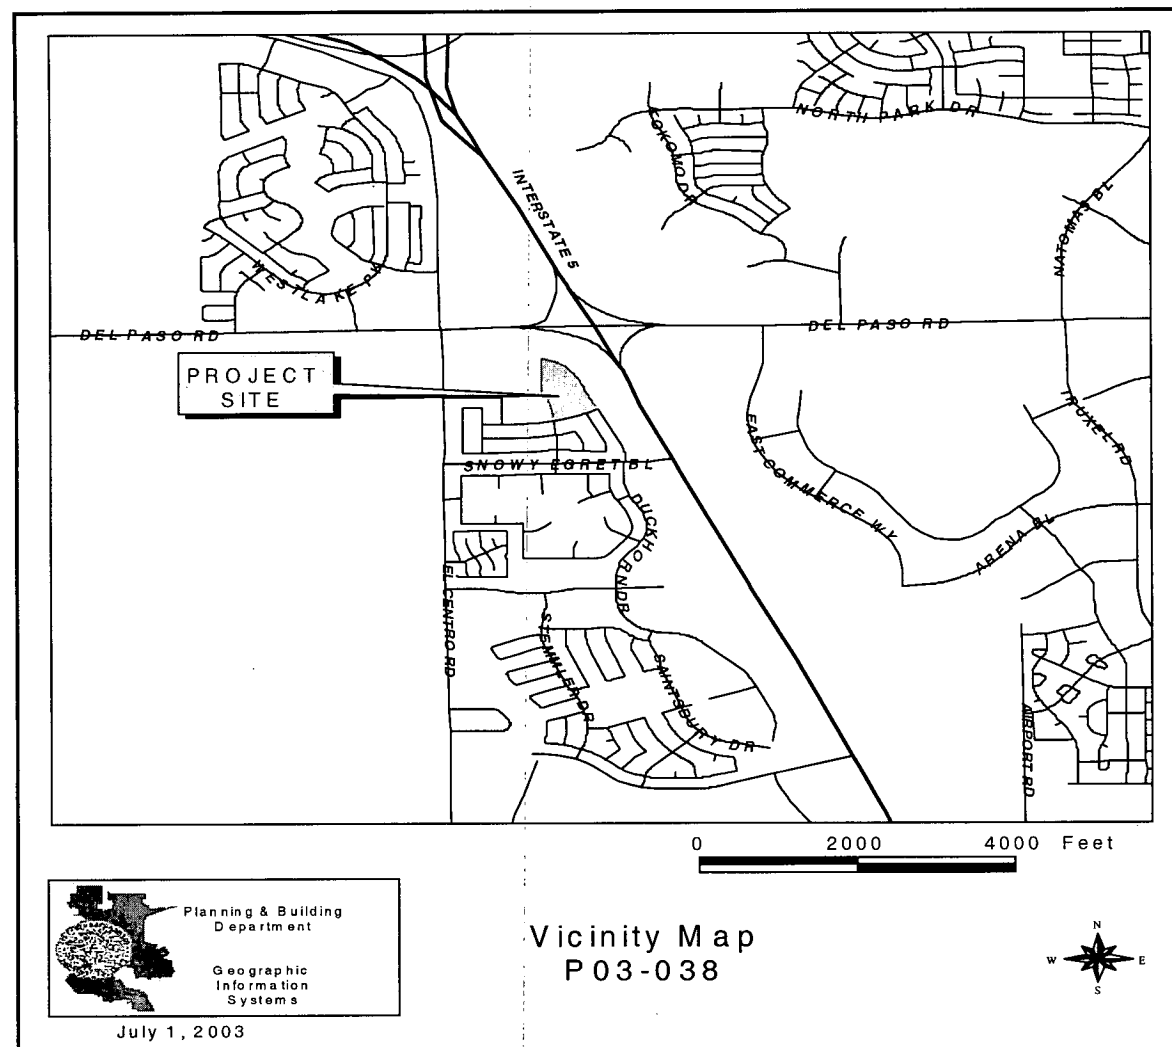 NORTH PARK DR
KOKOMO DR
INTERSTATE 5
NATOMAS BL
WESTLAKE PW
DEL PASO RD
DEL PASO RD
PROJECT
SITE
TRUXEL RD
EAST COMMERCE WY
SNOWY EGRET BL
DUCKHORN DR
ARENA BL
EL CENTRO RD
STEMMLER DR
SAINTSBURY DR
AIRPORT RD
0 2000 4000 Feet
Planning & Building
Department
Geographic
Information
Systems
July 1, 2003
Vicinity Map
P03-038
N
W E
S